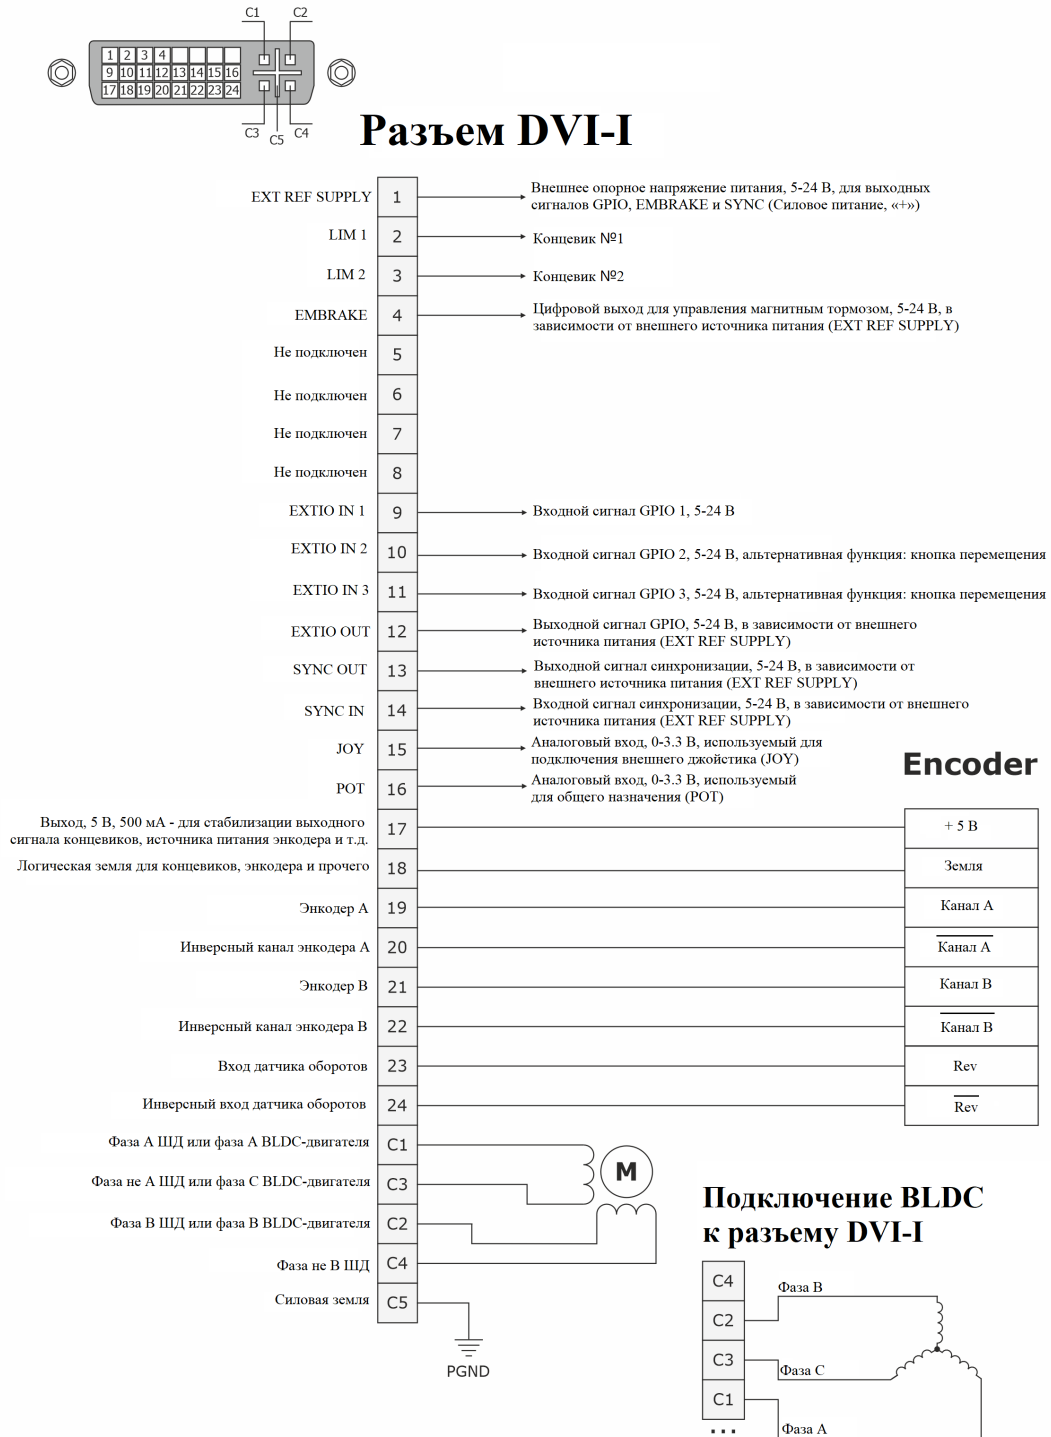 C1 C2
1 2 3 4
9 10 11 12 13 14 15 16
17 18 19 20 21 22 23 24
C3 C5 C4
Разъем DVI-I
EXT REF SUPPLY 1 Внешнее опорное напряжение питания, 5-24 В, для выходных
сигналов GPIO, EMBRAKE и SYNC (Силовое питание, «+»)
LIM 1 2 Концевик №1
LIM 2 3 Концевик №2
EMBRAKE 4 Цифровой выход для управления магнитным тормозом, 5-24 В, в
зависимости от внешнего источника питания (EXT REF SUPPLY)
Не подключен 5
Не подключен 6
Не подключен 7
Не подключен 8
EXTIO IN 1 9 Входной сигнал GPIO 1, 5-24 В
EXTIO IN 2 10 Входной сигнал GPIO 2, 5-24 В, альтернативная функция: кнопка перемещения
EXTIO IN 3 11 Входной сигнал GPIO 3, 5-24 В, альтернативная функция: кнопка перемещения
EXTIO OUT 12 Выходной сигнал GPIO, 5-24 В, в зависимости от внешнего
источника питания (EXT REF SUPPLY)
SYNC OUT 13 Выходной сигнал синхронизации, 5-24 В, в зависимости от
внешнего источника питания (EXT REF SUPPLY)
SYNC IN 14 Входной сигнал синхронизации, 5-24 В, в зависимости от внешнего
источника питания (EXT REF SUPPLY)
JOY 15 Аналоговый вход, 0-3.3 В, используемый для
подключения внешнего джойстика (JOY)
POT 16 Аналоговый вход, 0-3.3 В, используемый
для общего назначения (POT)
Encoder
Выход, 5 В, 500 мА - для стабилизации выходного
сигнала концевиков, источника питания энкодера и т.д. 17 + 5 В
Логическая земля для концевиков, энкодера и прочего 18 Земля
Энкодер А 19 Канал А
Инверсный канал энкодера А 20 Канал А
Энкодер В 21 Канал В
Инверсный канал энкодера В 22 Канал В
Вход датчика оборотов 23 Rev
Инверсный вход датчика оборотов 24 Rev
Фаза А ШД или фаза А BLDC-двигателя C1
M
Фаза не А ШД или фаза С BLDC-двигателя C3
Фаза В ШД или фаза В BLDC-двигателя C2
Фаза не В ШД C4
Силовая земля C5
PGND
Подключение BLDC
к разъему DVI-I
C4
Фаза В
C2
C3
Фаза С
C1
...
Фаза А